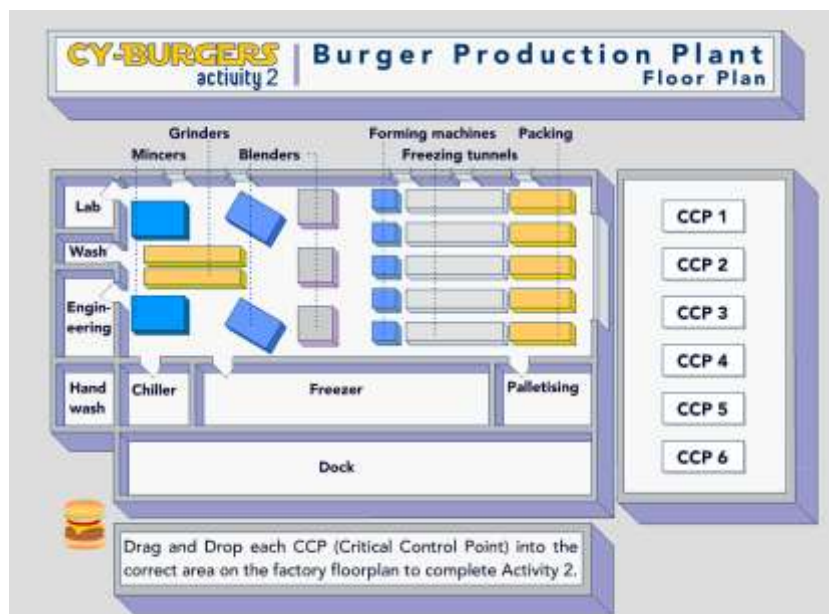 CY-BURGERS
activity 2
Burger Production Plant
Floor Plan
Grinders
Mincers
Blenders
Forming machines
Freezing tunnels
Packing
Lab
Wash
Engin-
eering
Hand
wash
Chiller
Freezer
Palletising
Dock
CCP 1
CCP 2
CCP 3
CCP 4
CCP 5
CCP 6
Drag and Drop each CCP (Critical Control Point) into the
correct area on the factory floorplan to complete Activity 2.